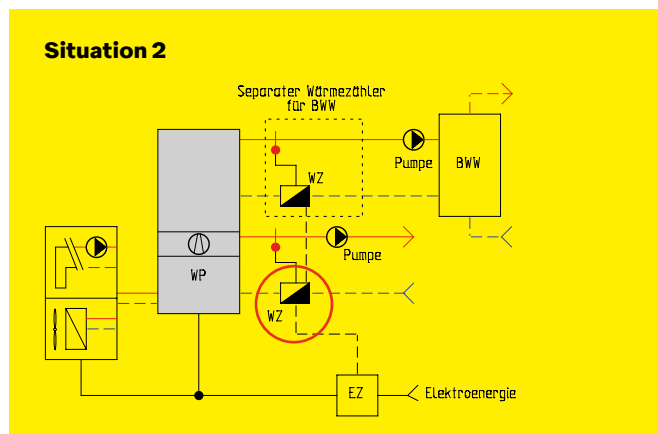 Situation 2
Separater Wärmezähler
für BWW
WZ
Pumpe
BWW
Pumpe
WP
WZ
EZ
Elektroenergie